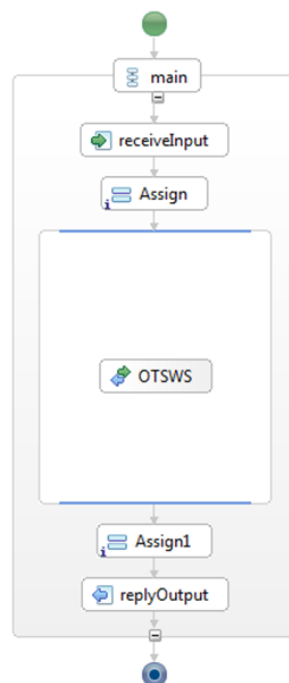 main
receiveInput
Assign
OTSWS
Assign1
replyOutput